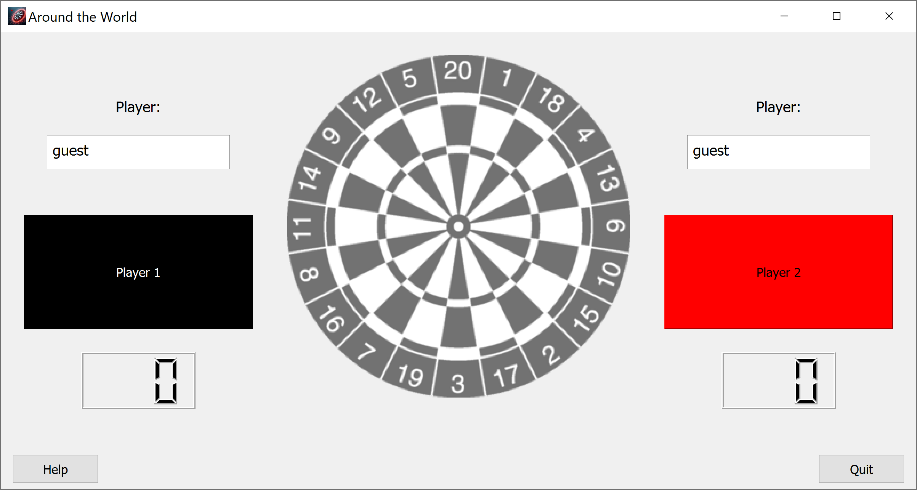 Around the World
Player:
guest
Player 1
0
Help
20
1
18
4
13
6
10
15
2
17
3
19
7
16
8
11
14
9
12
5
Player:
guest
Player 2
0
Quit